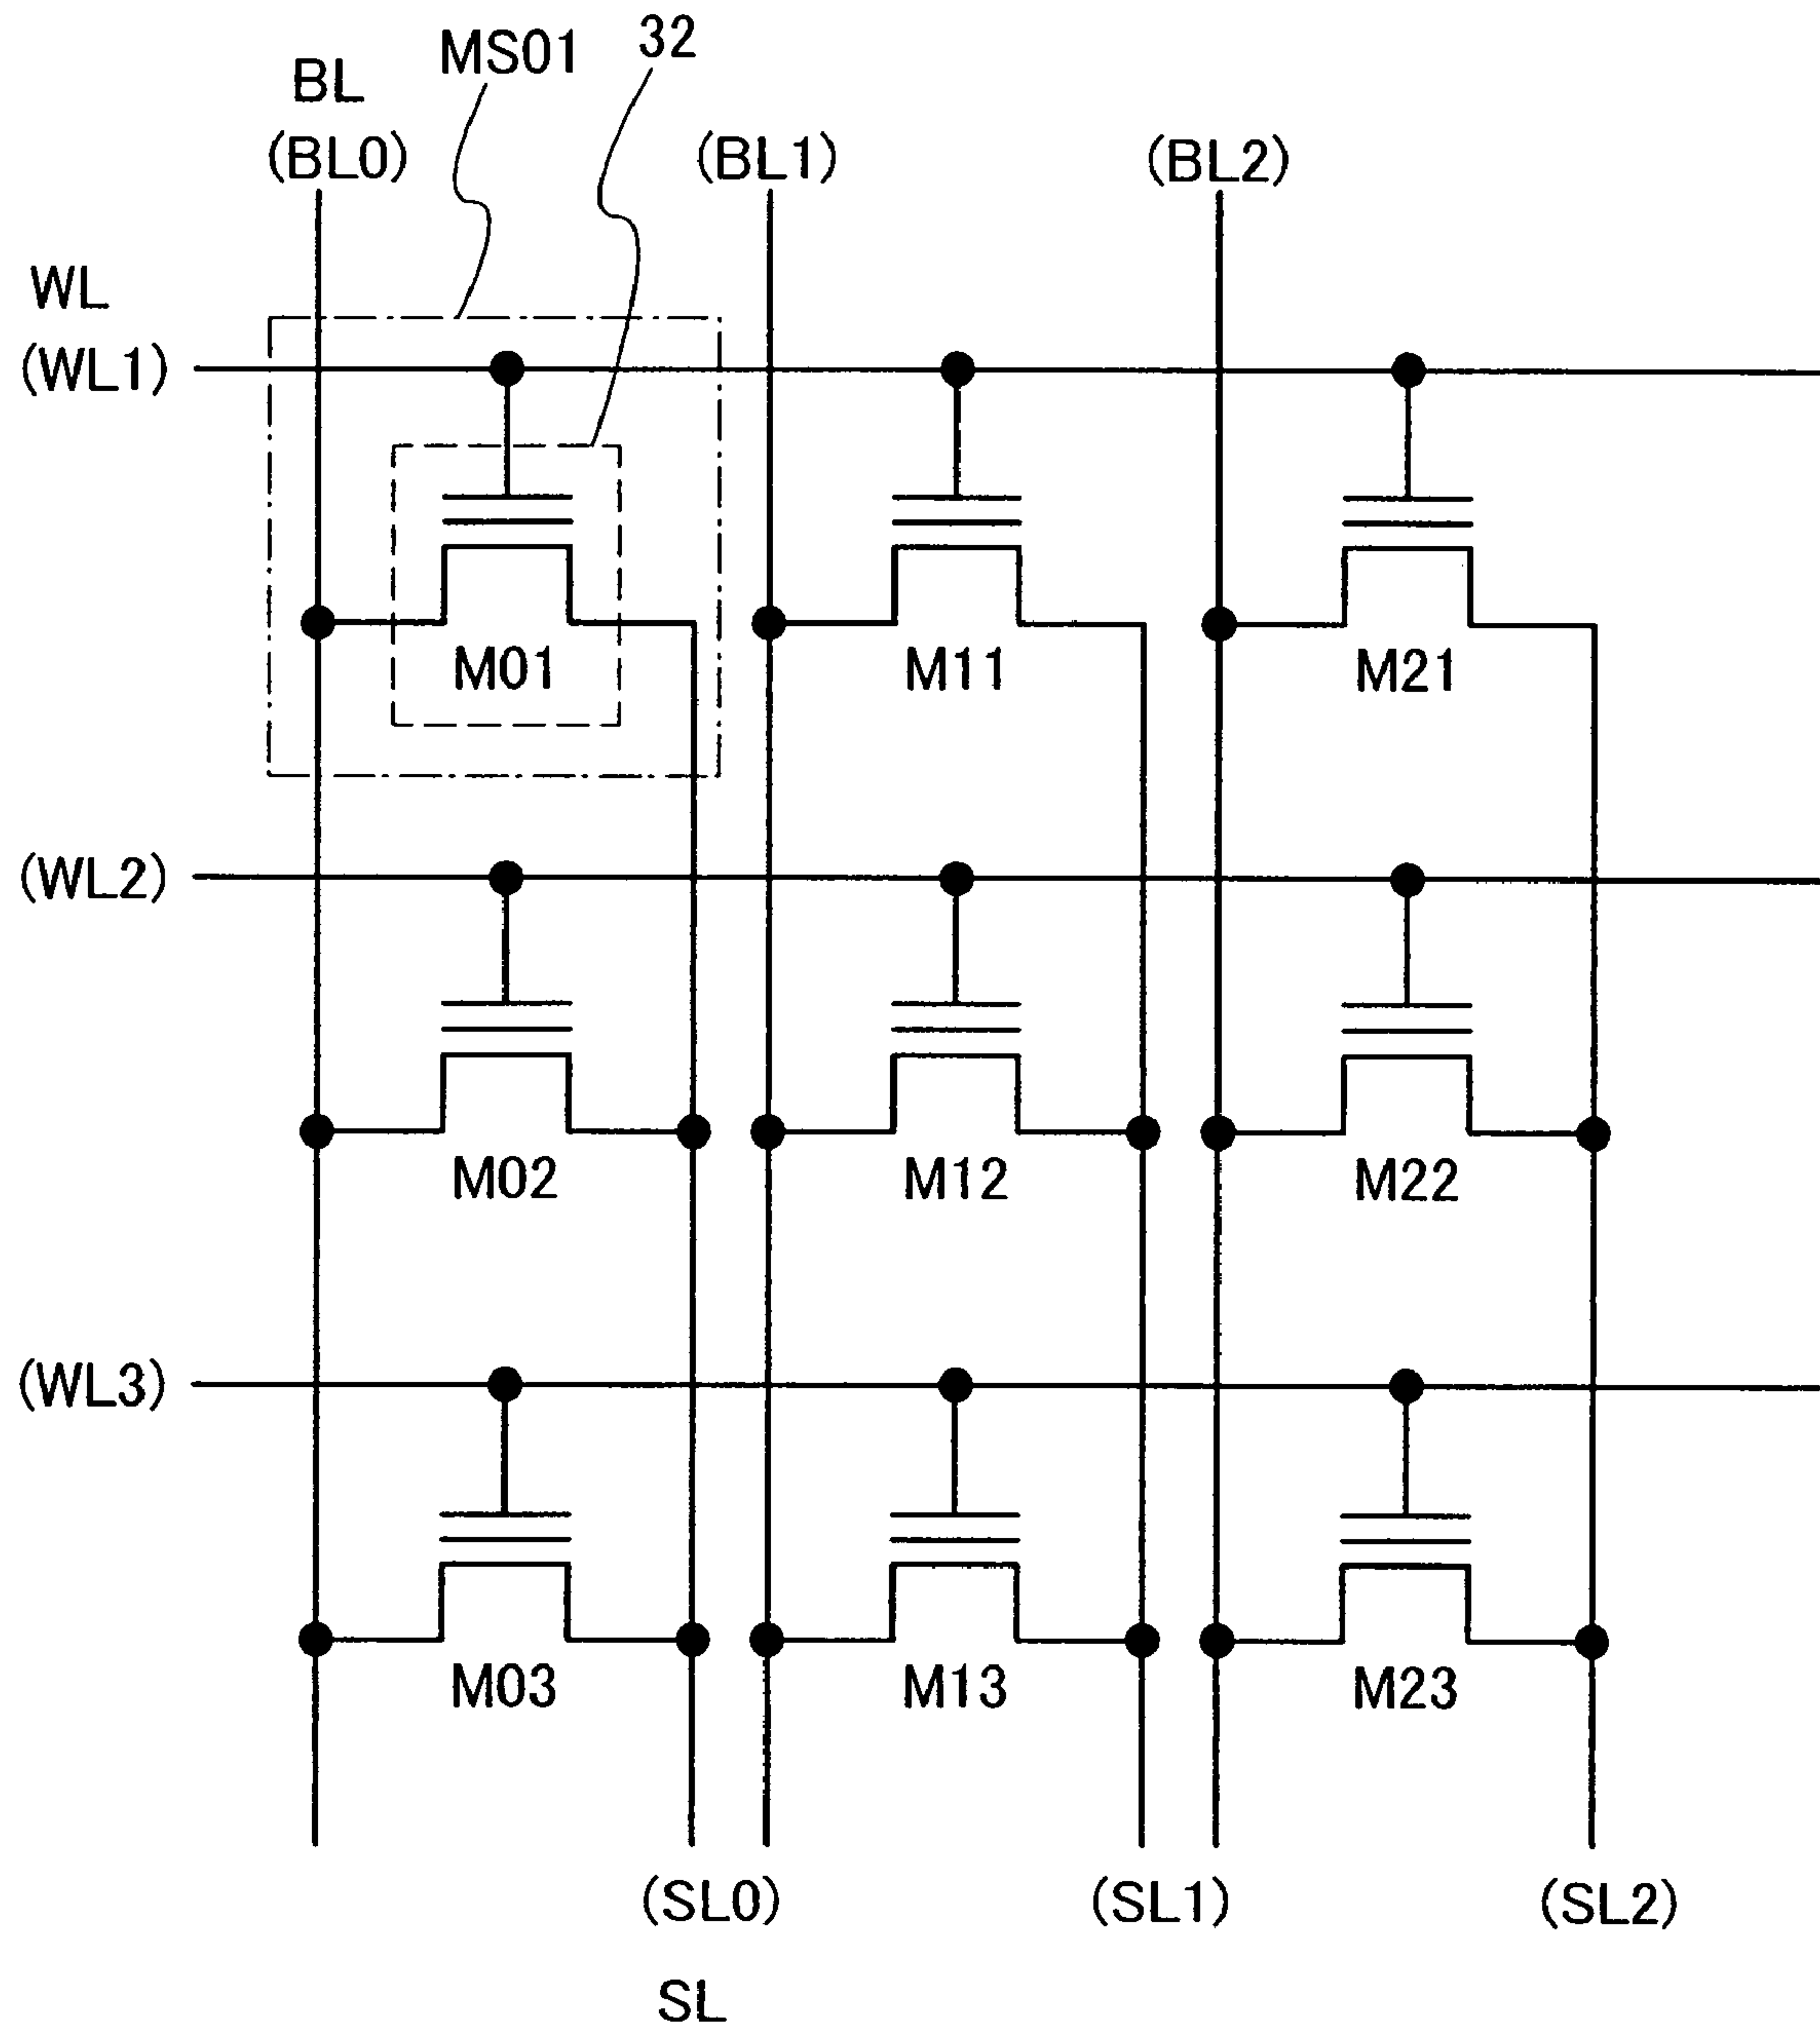 MS01
32
BL
(BL0)
(BL1)
(BL2)
WL
(WL1)
M01
M11
M21
(WL2)
M02
M12
M22
(WL3)
M03
M13
M23
(SL0)
(SL1)
(SL2)
SL